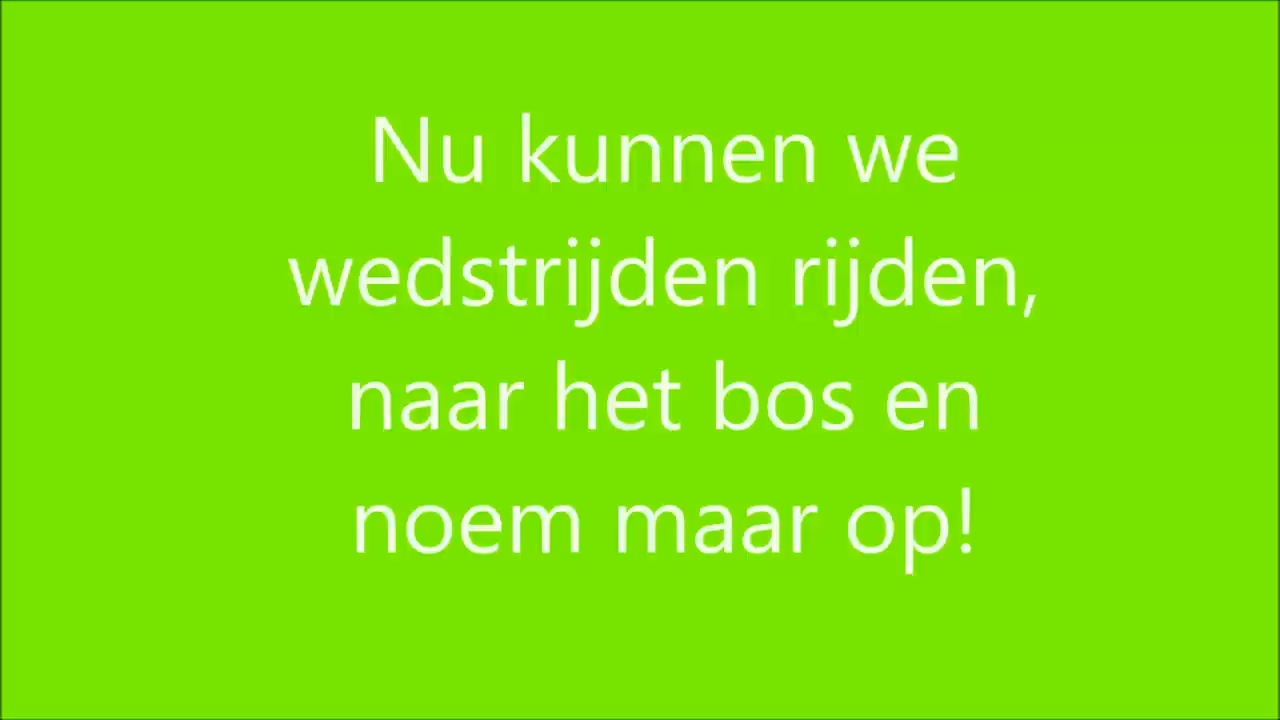 Nu kunnen we
wedstrijden rijden,
naar het bos en
noem maar op!